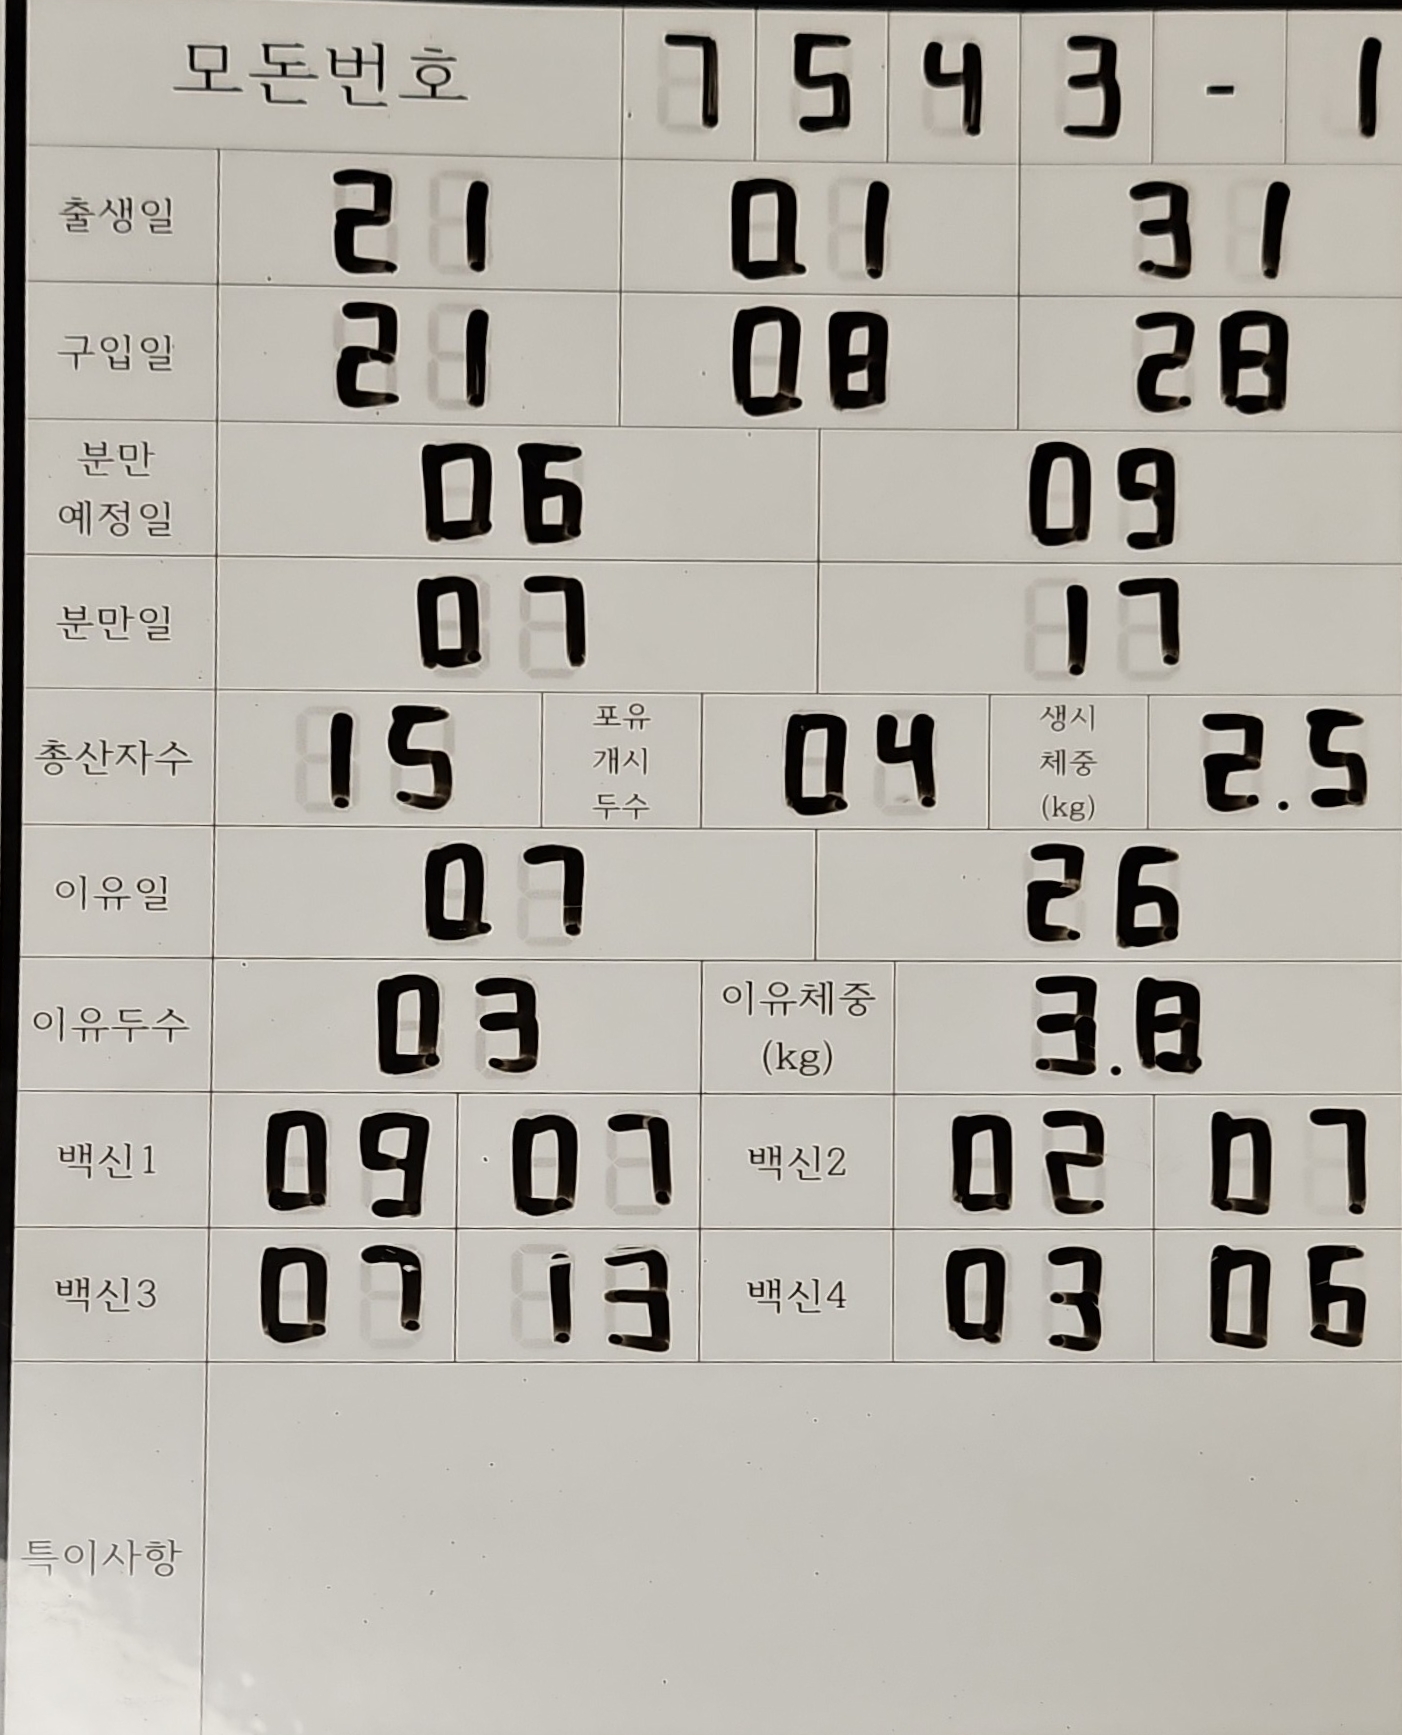 모돈번호 7 5 4 3 - 1
출생일 21 01 31
구입일 21 08 28
분만
예정일 06 09
분만일 07 17
총산자수 15 포유
개시
두수 04 생시
체중
(kg) 2.5
이유일 07 26
이유두수 03 이유체중
(kg) 3.8
백신1 09 07 백신2 02 07
백신3 07 13 백신4 03 06
특이사항